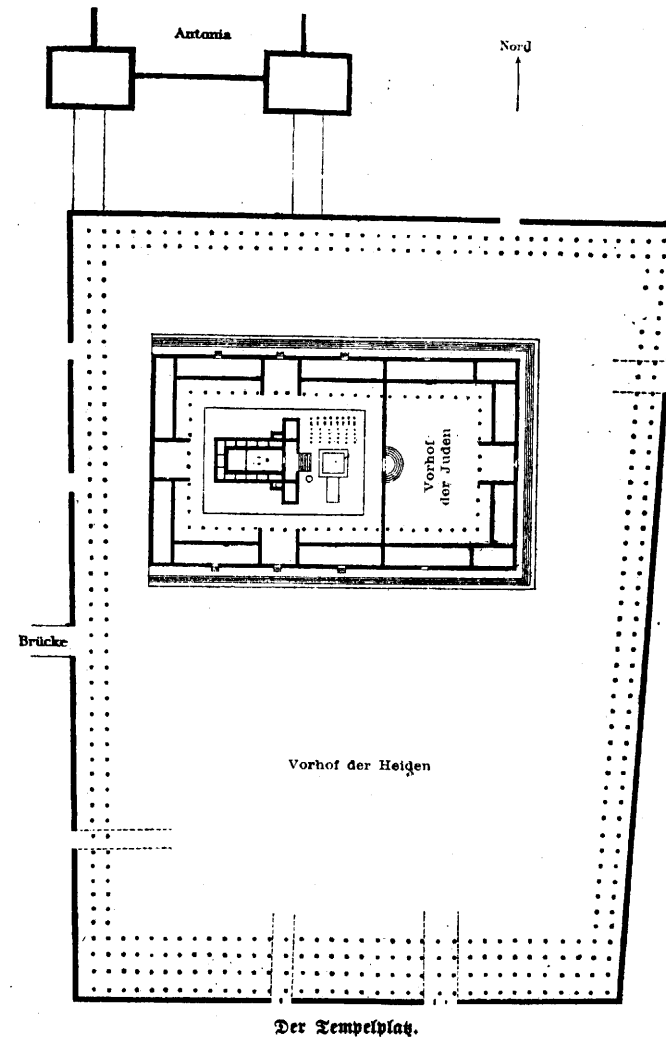 Antonia
Nord
Vorhof
der Juden
Brücke
Vorhof der Heiden
Der Tempelplatz.